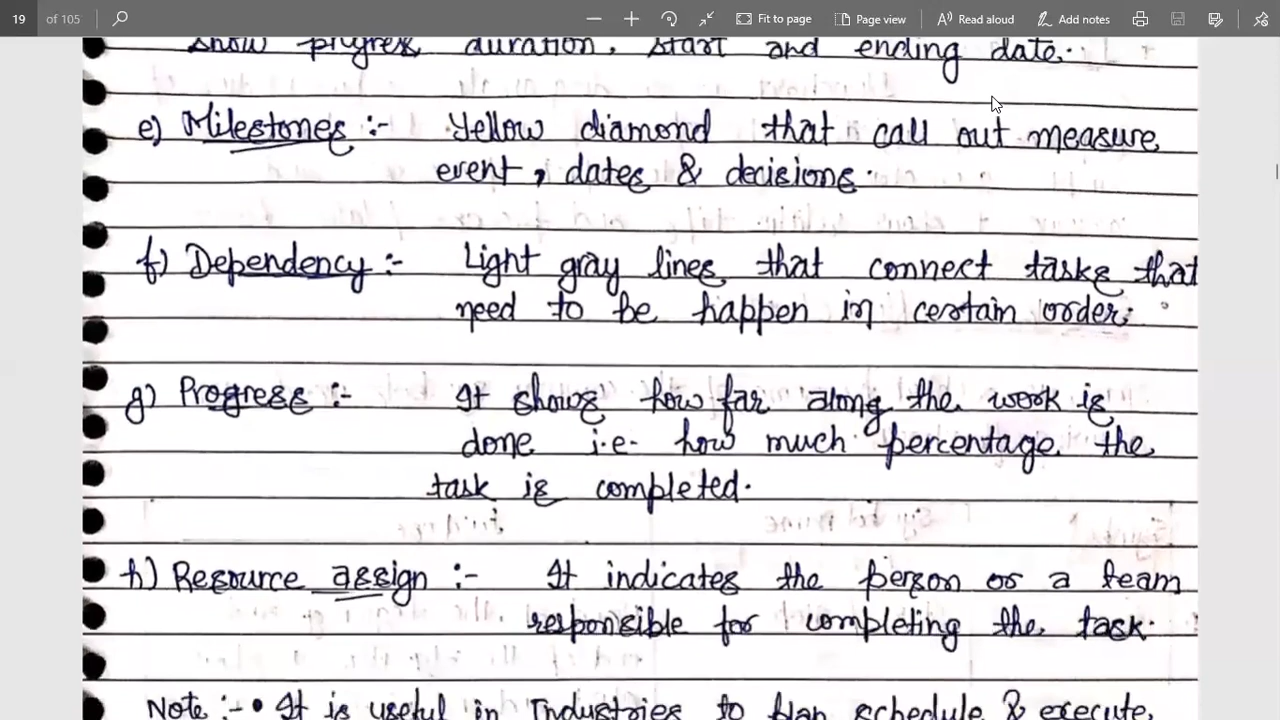 19 of 105 Fit to page Page view Read aloud Add notes
show progress duration, start and ending date.
e) Milestones :- Yellow diamond that call out measure
event, dates & decisions.
f) Dependency :- Light gray lines that connect tasks that
need to be happen in certain order.
g) Progress :- It shows how far along the work is
done i.e. how much percentage the
task is completed.
h) Resource assign :- It indicates the person or a team
responsible for completing the task.
Note :- • It is useful in Industries to plan schedule & execute.